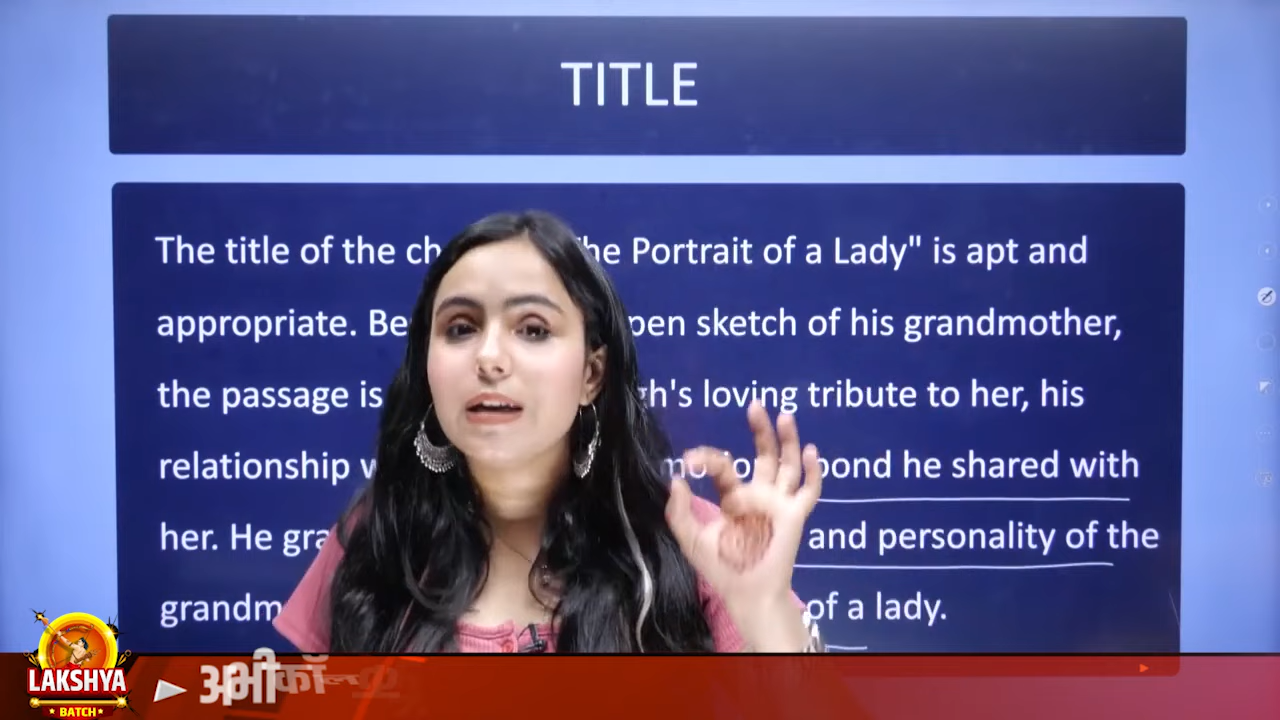 TITLE
The title of the ch he Portrait of a Lady" is apt and
appropriate. Be pen sketch of his grandmother,
the passage is gh's loving tribute to her, his
relationship w bond he shared with
her. He gra and personality of the
grandm of a lady.
LAKSHYA
BATCH
अभी कॉल